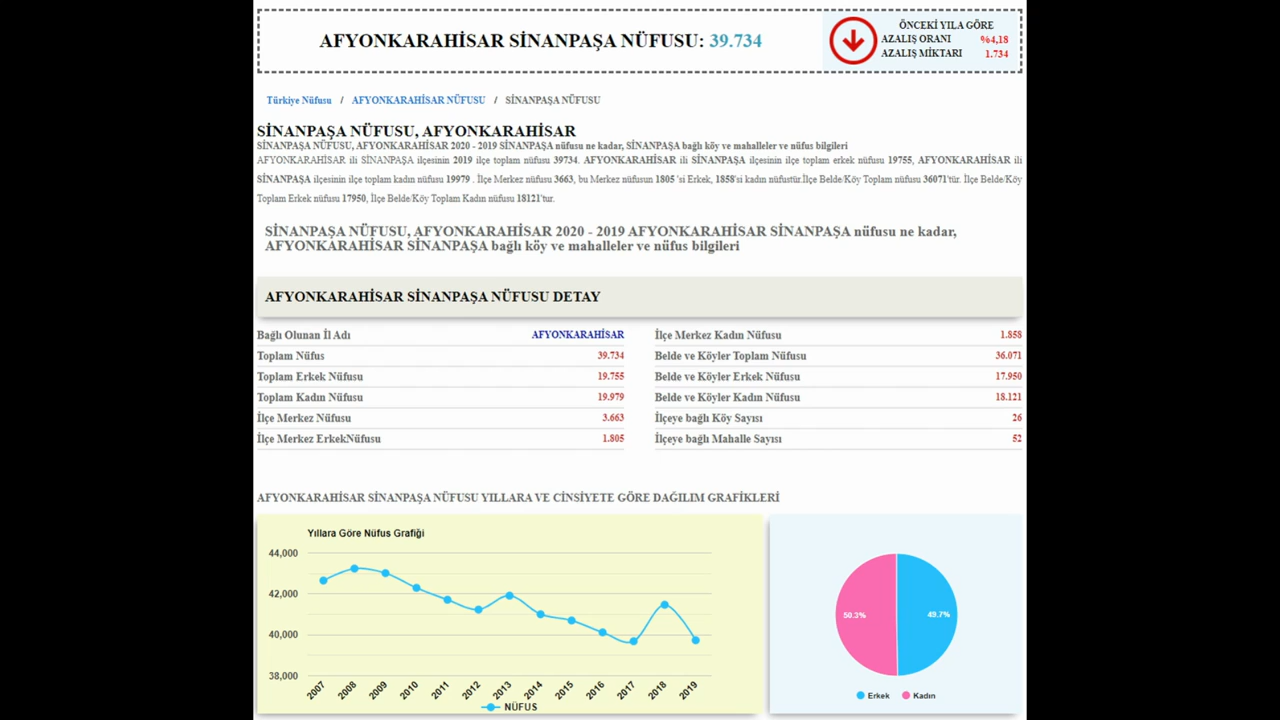 AFYONKARAHİSAR SİNANPAŞA NÜFUSU: 39.734
ÖNCEKİ YILA GÖRE
AZALIŞ ORANI %4,18
AZALIŞ MİKTARI 1.734
Türkiye Nüfusu / AFYONKARAHİSAR NÜFUSU / SİNANPAŞA NÜFUSU
SİNANPAŞA NÜFUSU, AFYONKARAHİSAR
SİNANPAŞA NÜFUSU, AFYONKARAHİSAR 2020 - 2019 SİNANPAŞA nüfusu ne kadar, SİNANPAŞA bağlı köy ve mahalleler ve nüfus bilgileri
AFYONKARAHİSAR ili SİNANPAŞA ilçesinin 2019 ilçe toplam nüfusu 39734. AFYONKARAHİSAR ili SİNANPAŞA ilçesinin ilçe toplam erkek nüfusu 19755, AFYONKARAHİSAR ili
SİNANPAŞA ilçesinin ilçe toplam kadın nüfusu 19979 . İlçe Merkez nüfusu 3663, bu Merkez nüfusun 1805 'si Erkek, 1858'si kadın nüfustür.İlçe Belde/Köy Toplam nüfusu 36071'tür. İlçe Belde/Köy
Toplam Erkek nüfusu 17950, İlçe Belde/Köy Toplam Kadın nüfusu 18121'tur.
SİNANPAŞA NÜFUSU, AFYONKARAHİSAR 2020 - 2019 AFYONKARAHİSAR SİNANPAŞA nüfusu ne kadar,
AFYONKARAHİSAR SİNANPAŞA bağlı köy ve mahalleler ve nüfus bilgileri
AFYONKARAHİSAR SİNANPAŞA NÜFUSU DETAY
Bağlı Olunan İl Adı AFYONKARAHİSAR
Toplam Nüfus 39.734
Toplam Erkek Nüfusu 19.755
Toplam Kadın Nüfusu 19.979
İlçe Merkez Nüfusu 3.663
İlçe Merkez ErkekNüfusu 1.805
İlçe Merkez Kadın Nüfusu 1.858
Belde ve Köyler Toplam Nüfusu 36.071
Belde ve Köyler Erkek Nüfusu 17.950
Belde ve Köyler Kadın Nüfusu 18.121
İlçeye bağlı Köy Sayısı 26
İlçeye bağlı Mahalle Sayısı 52
AFYONKARAHİSAR SİNANPAŞA NÜFUSU YILLARA VE CİNSİYETE GÖRE DAĞILIM GRAFİKLERİ
Yıllara Göre Nüfus Grafiği
44,000
42,000
40,000
38,000
2007 2008 2009 2010 2011 2012 2013 2014 2015 2016 2017 2018 2019
NÜFUS
50.3% 49.7%
Erkek Kadın